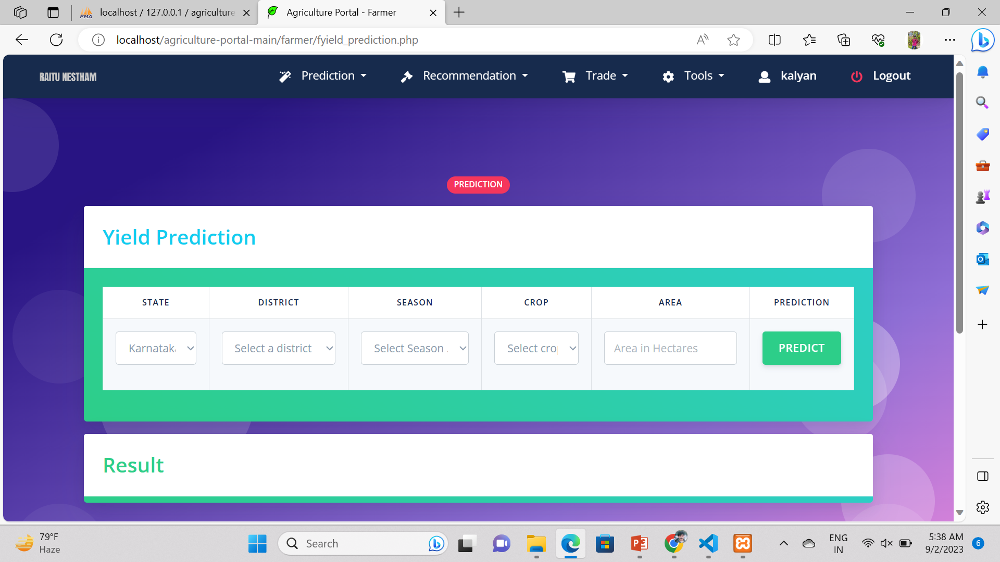 localhost / 127.0.0.1 / agriculture
Agriculture Portal - Farmer
localhost/agriculture-portal-main/farmer/fyield_prediction.php
RAITU NESTHAM
Prediction
Recommendation
Trade
Tools
kalyan
Logout
PREDICTION
Yield Prediction
STATE DISTRICT SEASON CROP AREA PREDICTION
Karnataka Select a district Select Season . Select cro Area in Hectares PREDICT
Result
79°F
Haze
Search
ENG
IN
5:38 AM
9/2/2023
6